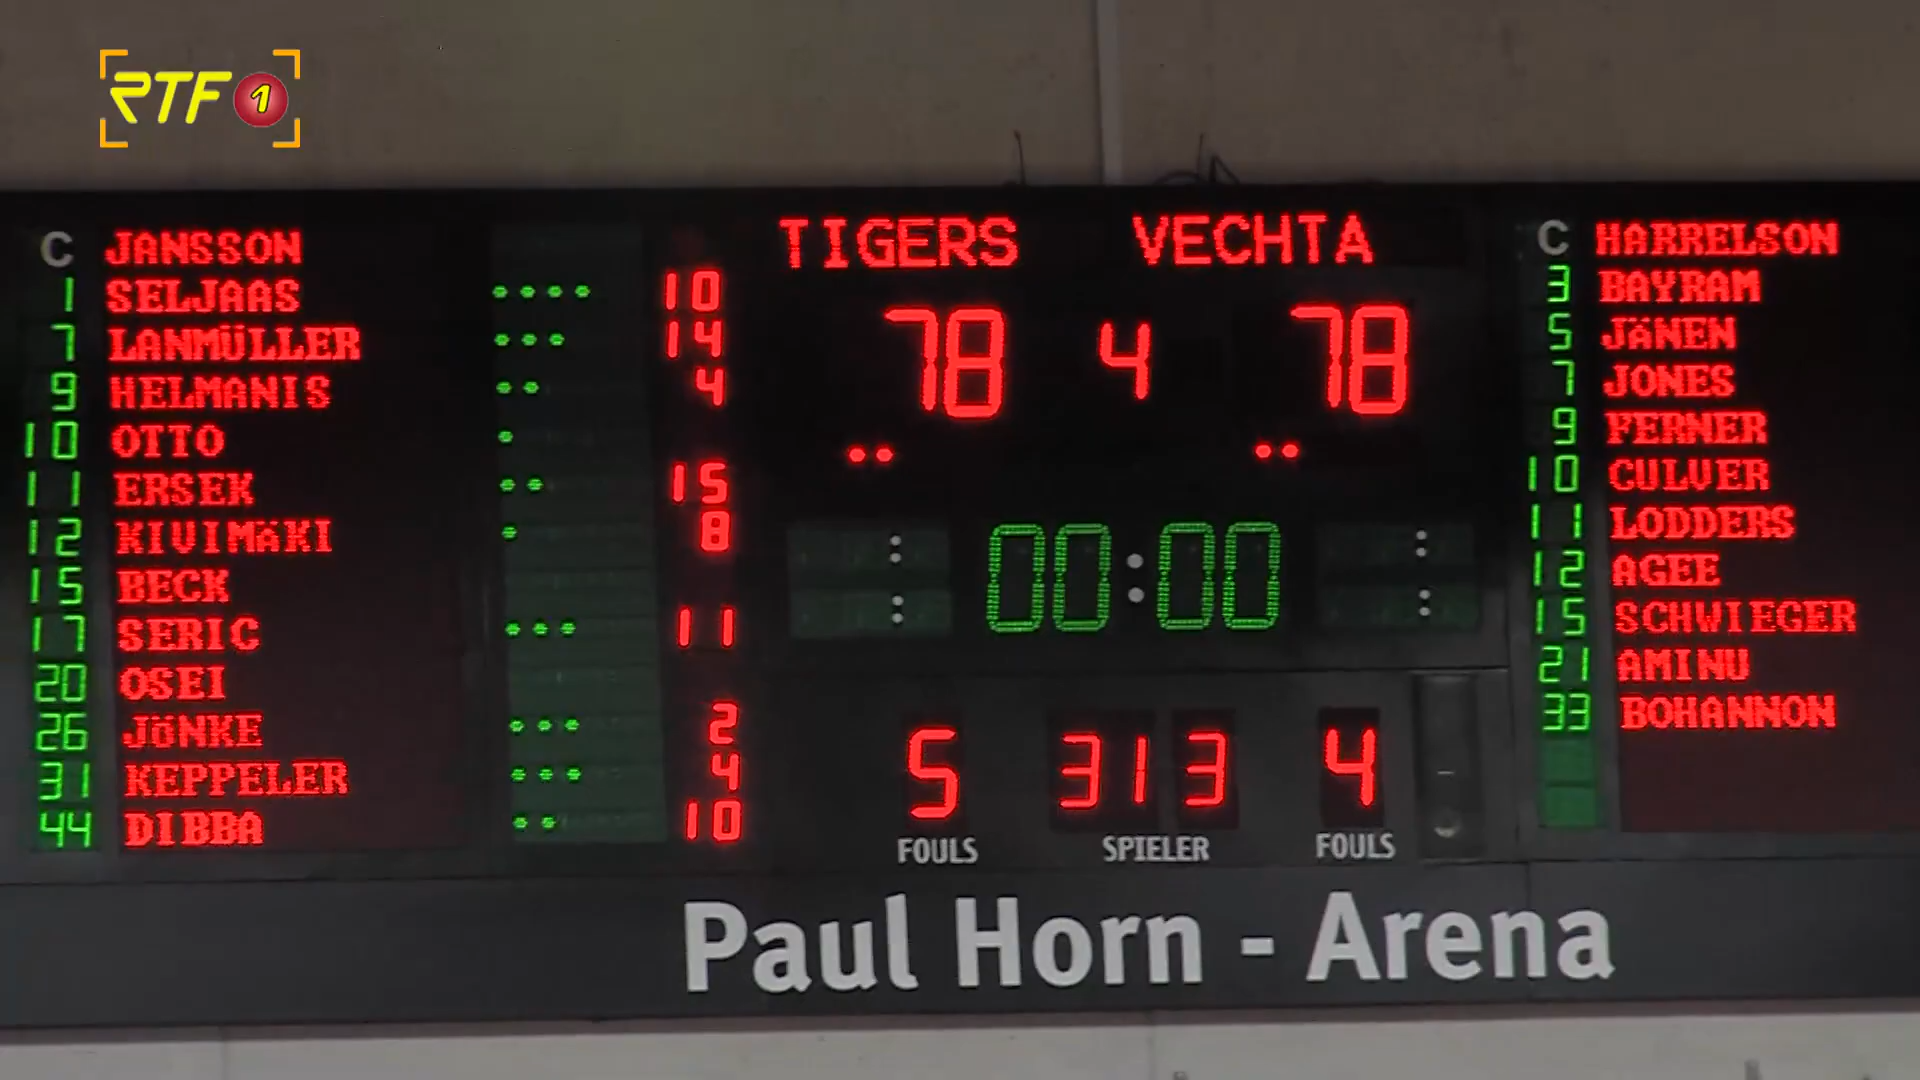 RTF 1
TIGERS VECHTA
78 4 78
00:00
5 313 4
FOULS SPIELER FOULS
C JANSSON
1 SELJAAS 10
7 LANMÜLLER 14
9 HELMANIS 4
10 OTTO
11 ERSEK 15
12 KIVIMÄKI 8
15 BECK
17 SERIC 11
20 OSEI
26 JÖNKE 2
31 KEPPELER 4
44 DIBBA 10
C HARRELSON
3 BAYRAM
5 JÄNEN
7 JONES
9 FERNER
10 CULVER
11 LODDERS
12 AGEE
15 SCHWIEGER
21 AMINU
33 BOHANNON
Paul Horn - Arena